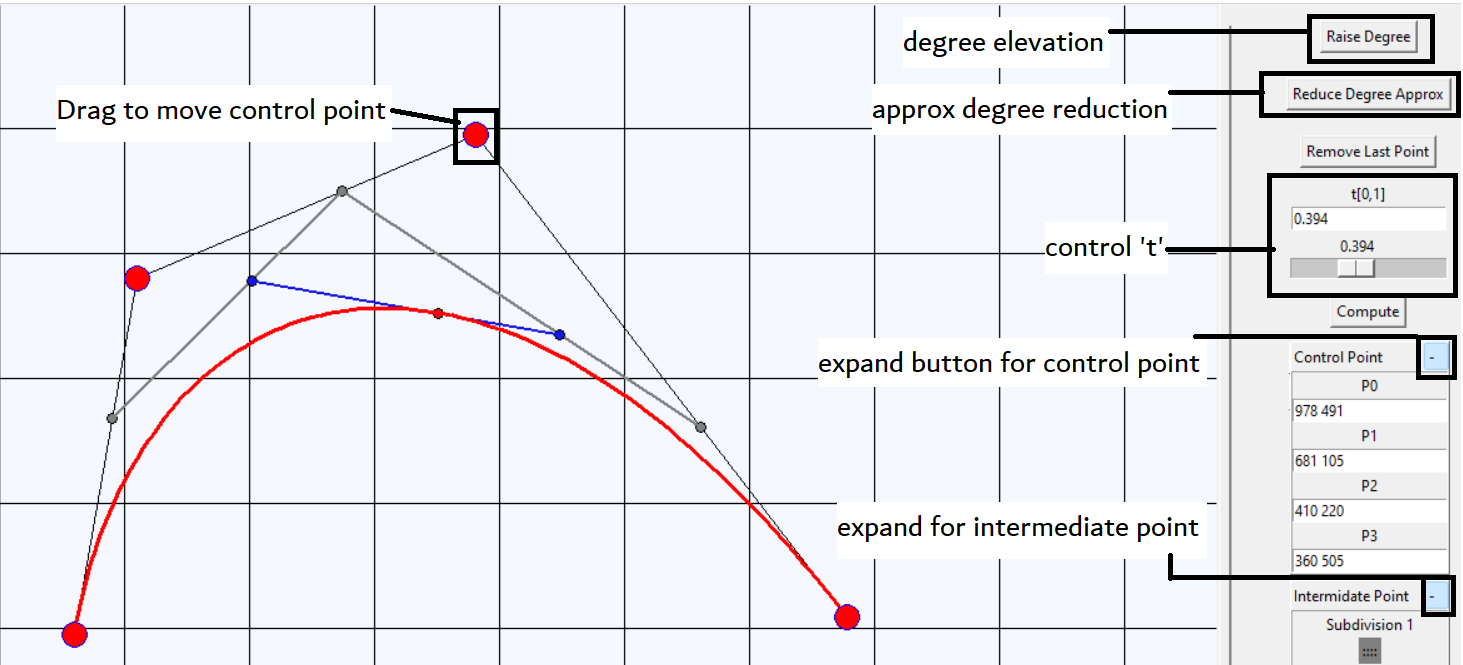 degree elevation
Raise Degree
Drag to move control point
approx degree reduction
Reduce Degree Approx
Remove Last Point
t[0,1]
0.394
control 't'
0.394
Compute
expand button for control point
Control Point
-
P0
978 491
P1
681 105
P2
410 220
expand for intermediate point
P3
360 505
Intermidate Point
-
Subdivision 1